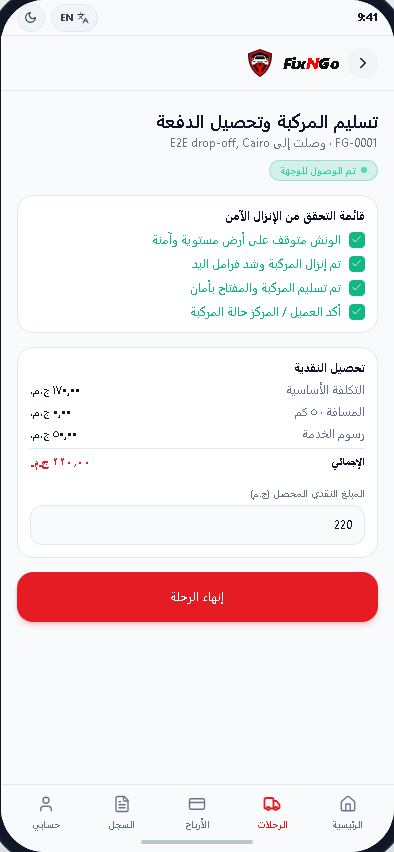 9:41
EN
FixNGo
تسليم المركبة وتحصيل الدفعة
FG-0001 · وصلت إلى E2E drop-off, Cairo
تم الوصول للوجهة
قائمة التحقق من الإنزال الآمن
الونش متوقف على أرض مستوية وآمنة
تم إنزال المركبة وشد فرامل اليد
تم تسليم المركبة والمفتاح بأمان
أكد العميل / المركز حالة المركبة
تحصيل النقدية
التكلفة الأساسية ١٧٠٫٠٠ ج.م.
المسافة · ٥ كم ٠٫٠٠ ج.م.
رسوم الخدمة ٥٠٫٠٠ ج.م.
الإجمالي ٢٢٠٫٠٠ ج.م.
المبلغ النقدي المحصل (ج.م)
220
إنهاء الرحلة
الرئيسية
الرحلات
الأرباح
السجل
حسابي